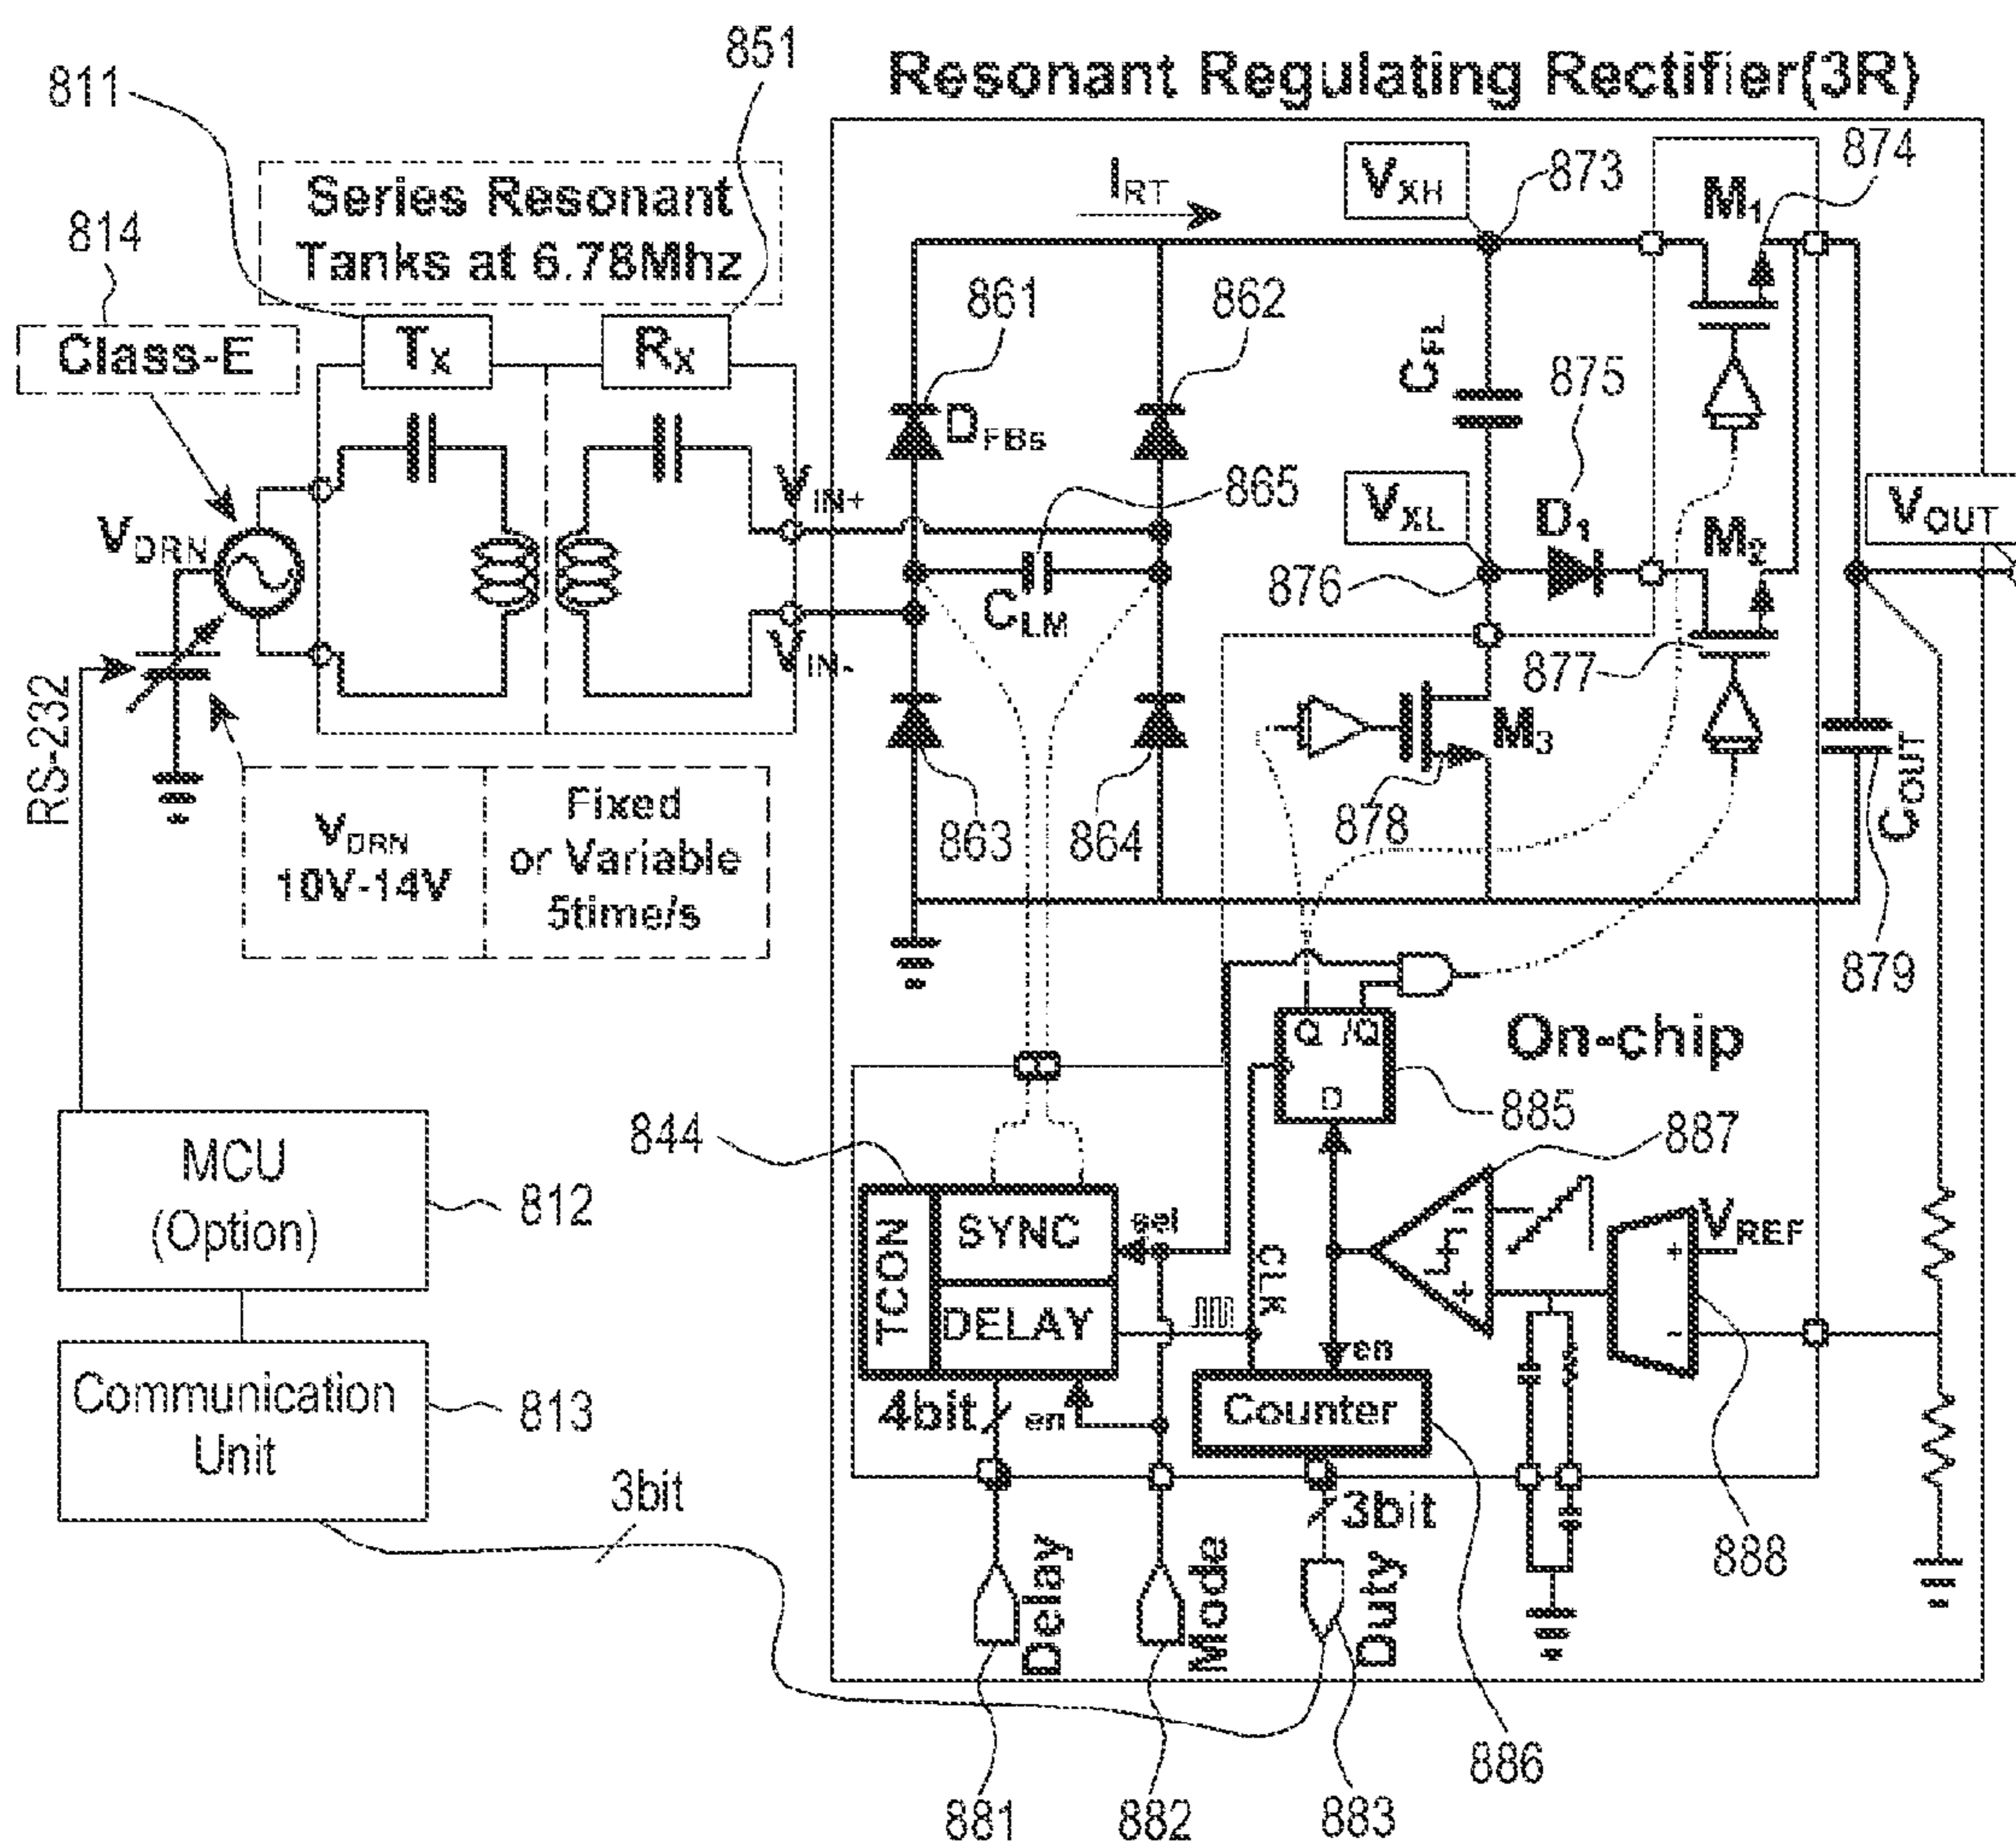 Resonant Regulating Rectifier(3R)
851
811
874
873
VXH
IRT
M1
Series Resonant
Tanks at 6.78Mhz
814
Class-E
TX
RX
861
862
CFL
875
DFBs
VIN+
865
VXL
D1
M2
VOUT
VDRN
876
CLM
VIN-
877
RS-232
M3
878
COUT
863
864
879
VDRN
10V-14V
Fixed
or Variable
5time/s
Q /Q
D
On-chip
885
844
887
MCU
(Option)
812
TCON
SYNC
DELAY
sel
CLK
VREF
+
-
+
-
en
Communication
Unit
813
4bit
en
Counter
3bit
3bit
888
Delay
Mode
Duty
886
881
882
883